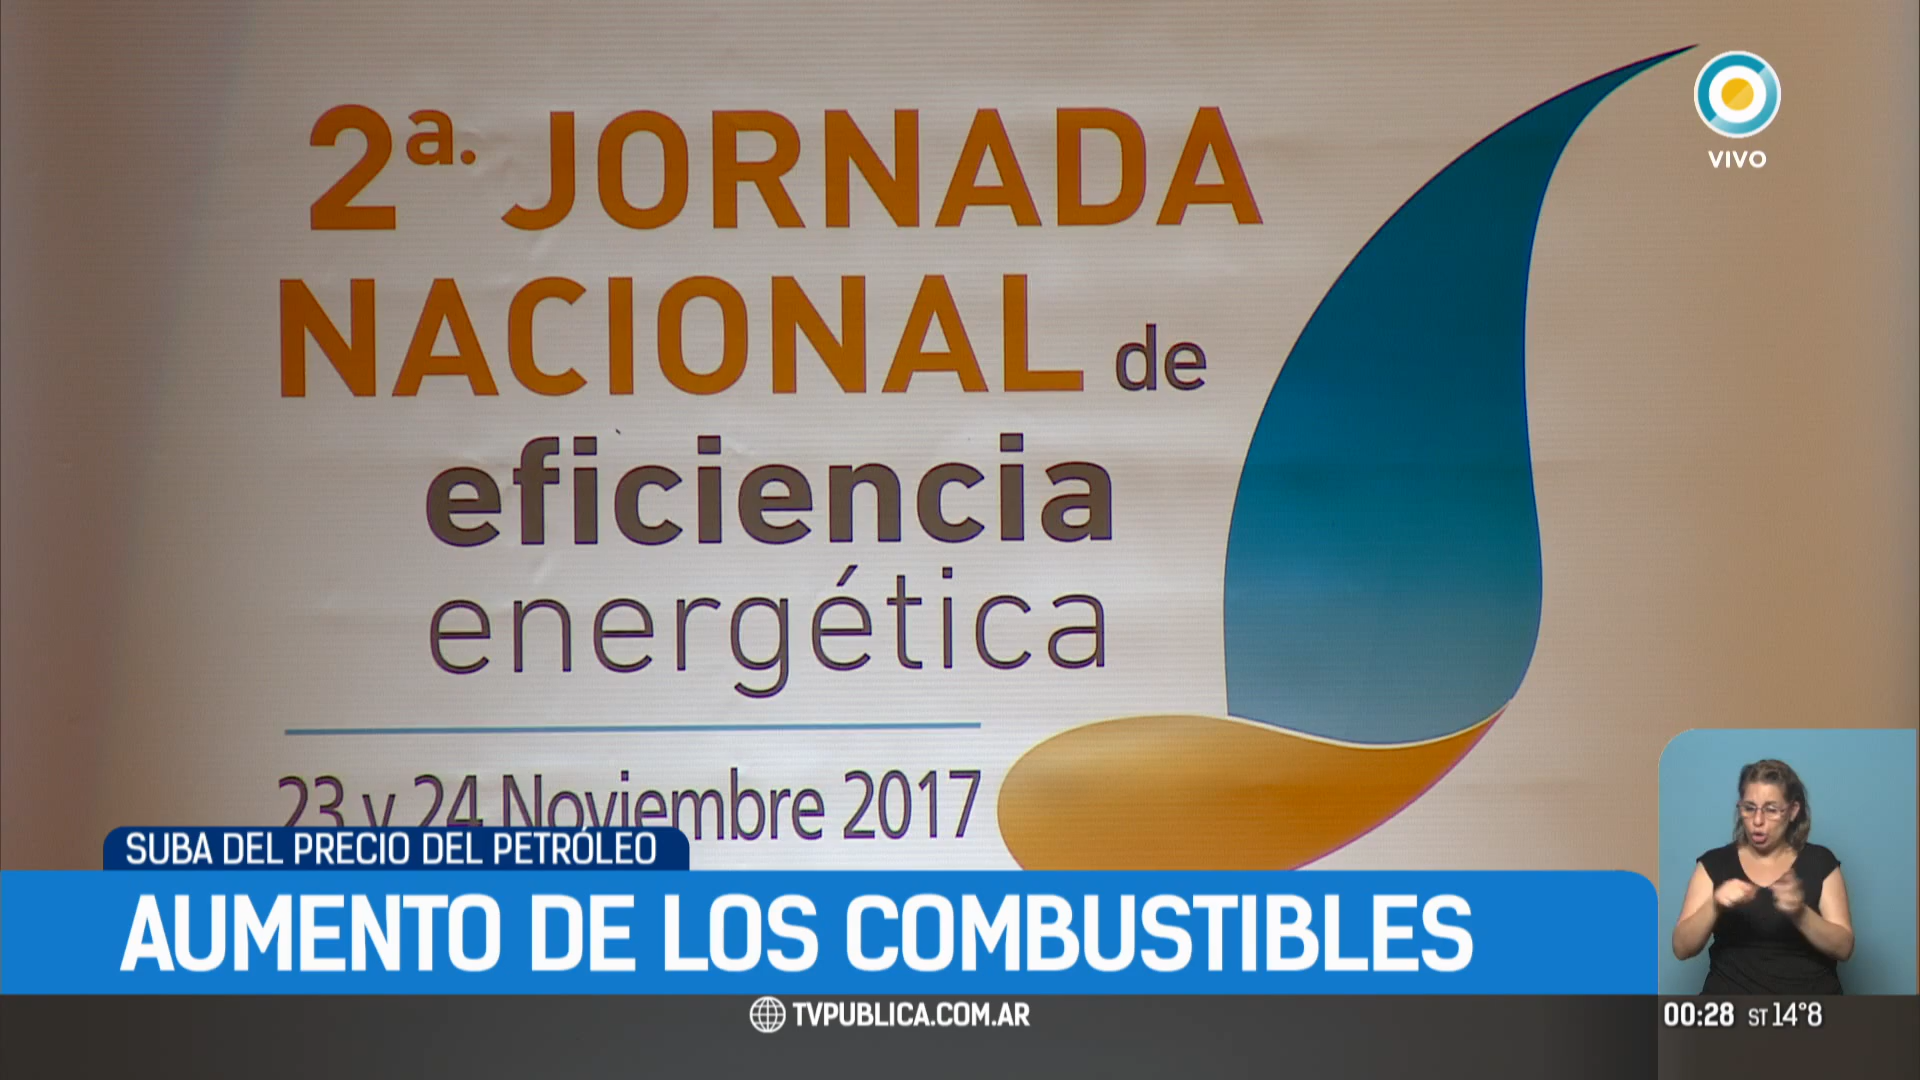 2ª. JORNADA
NACIONAL de
eficiencia
energética
23 y 24 Noviembre 2017
VIVO
SUBA DEL PRECIO DEL PETRÓLEO
AUMENTO DE LOS COMBUSTIBLES
TVPUBLICA.COM.AR
00:28 ST 14°8